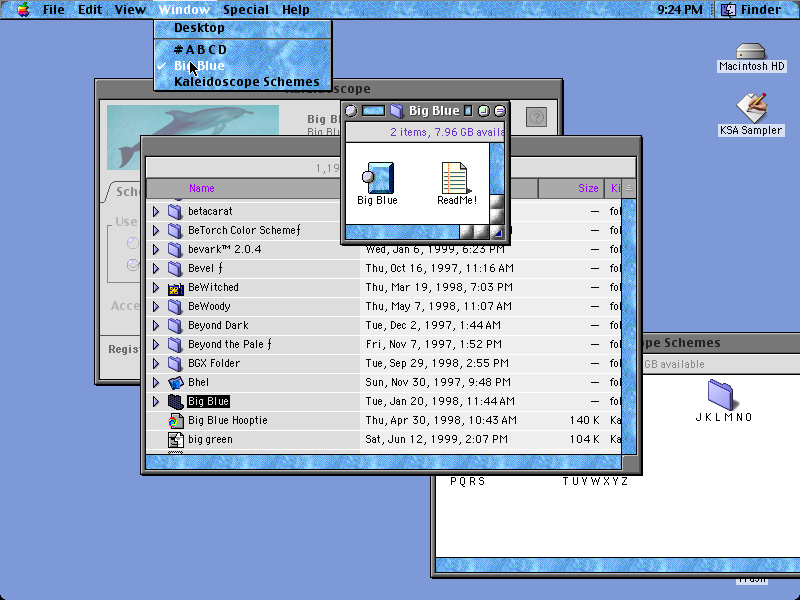 File Edit View Window Special Help 9:24 PM Finder
Desktop
#ABCD
Big Blue
Kaleidoscope Schemes
Macintosh HD
KSA Sampler
Big Blue
2 items, 7.96 GB availa
Big Blue
ReadMe!
1,19
Name Size Ki
betacarat — fol
BeTorch Color Schemeƒ — fol
bevark™ 2.0.4 Wed, Jan 6, 1999, 6:23 PM — fol
Bevel ƒ Thu, Oct 16, 1997, 11:16 AM — fol
BeWitched Thu, Mar 19, 1998, 7:03 PM — fol
BeWoody Thu, May 7, 1998, 11:07 AM — fol
Beyond Dark Tue, Dec 2, 1997, 1:44 AM — fol
Beyond the Pale ƒ Fri, Nov 7, 1997, 1:52 PM — fol
BGX Folder Tue, Sep 29, 1998, 2:55 PM — fol
Bhel Sun, Nov 30, 1997, 9:48 PM — fol
Big Blue Tue, Jan 20, 1998, 11:44 AM — fol
Big Blue Hooptie Thu, Apr 30, 1998, 10:43 AM 140 K Ka
big green Sat, Jun 12, 1999, 2:07 PM 104 K Ka
Big Bl
Big Bl
Sch
Use
Acce
Regist
ope Schemes
GB available
JKLMNO
PQRS
TUVWXYZ
Trash